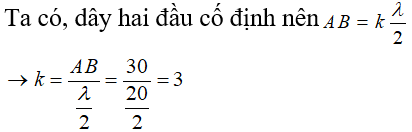 Ta có, dây hai đầu cố định nên AB = k λ/2
→ k = AB/(λ/2) = 30/(20/2) = 3